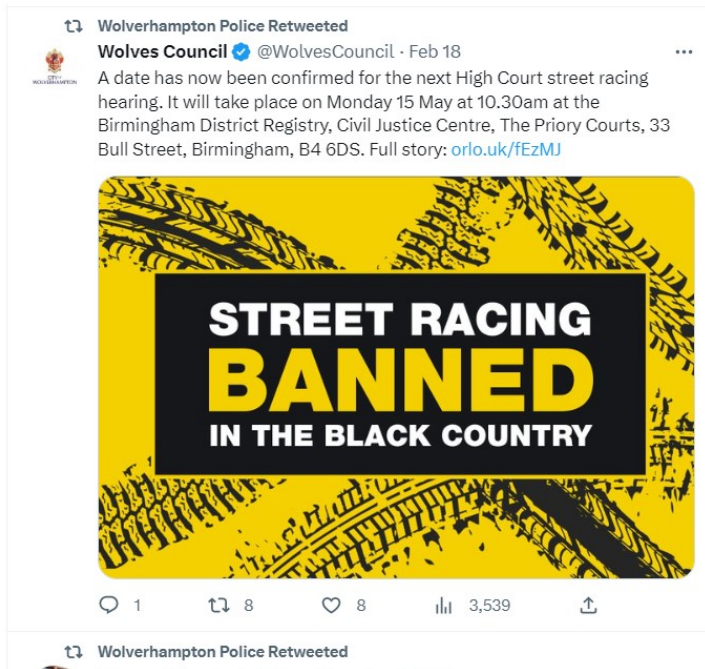 Wolverhampton Police Retweeted
Wolves Council @WolvesCouncil · Feb 18
CITY OF
WOLVERHAMPTON
A date has now been confirmed for the next High Court street racing
hearing. It will take place on Monday 15 May at 10.30am at the
Birmingham District Registry, Civil Justice Centre, The Priory Courts, 33
Bull Street, Birmingham, B4 6DS. Full story: orlo.uk/fEzMJ
STREET RACING
BANNED
IN THE BLACK COUNTRY
1 8 8 3,539
Wolverhampton Police Retweeted